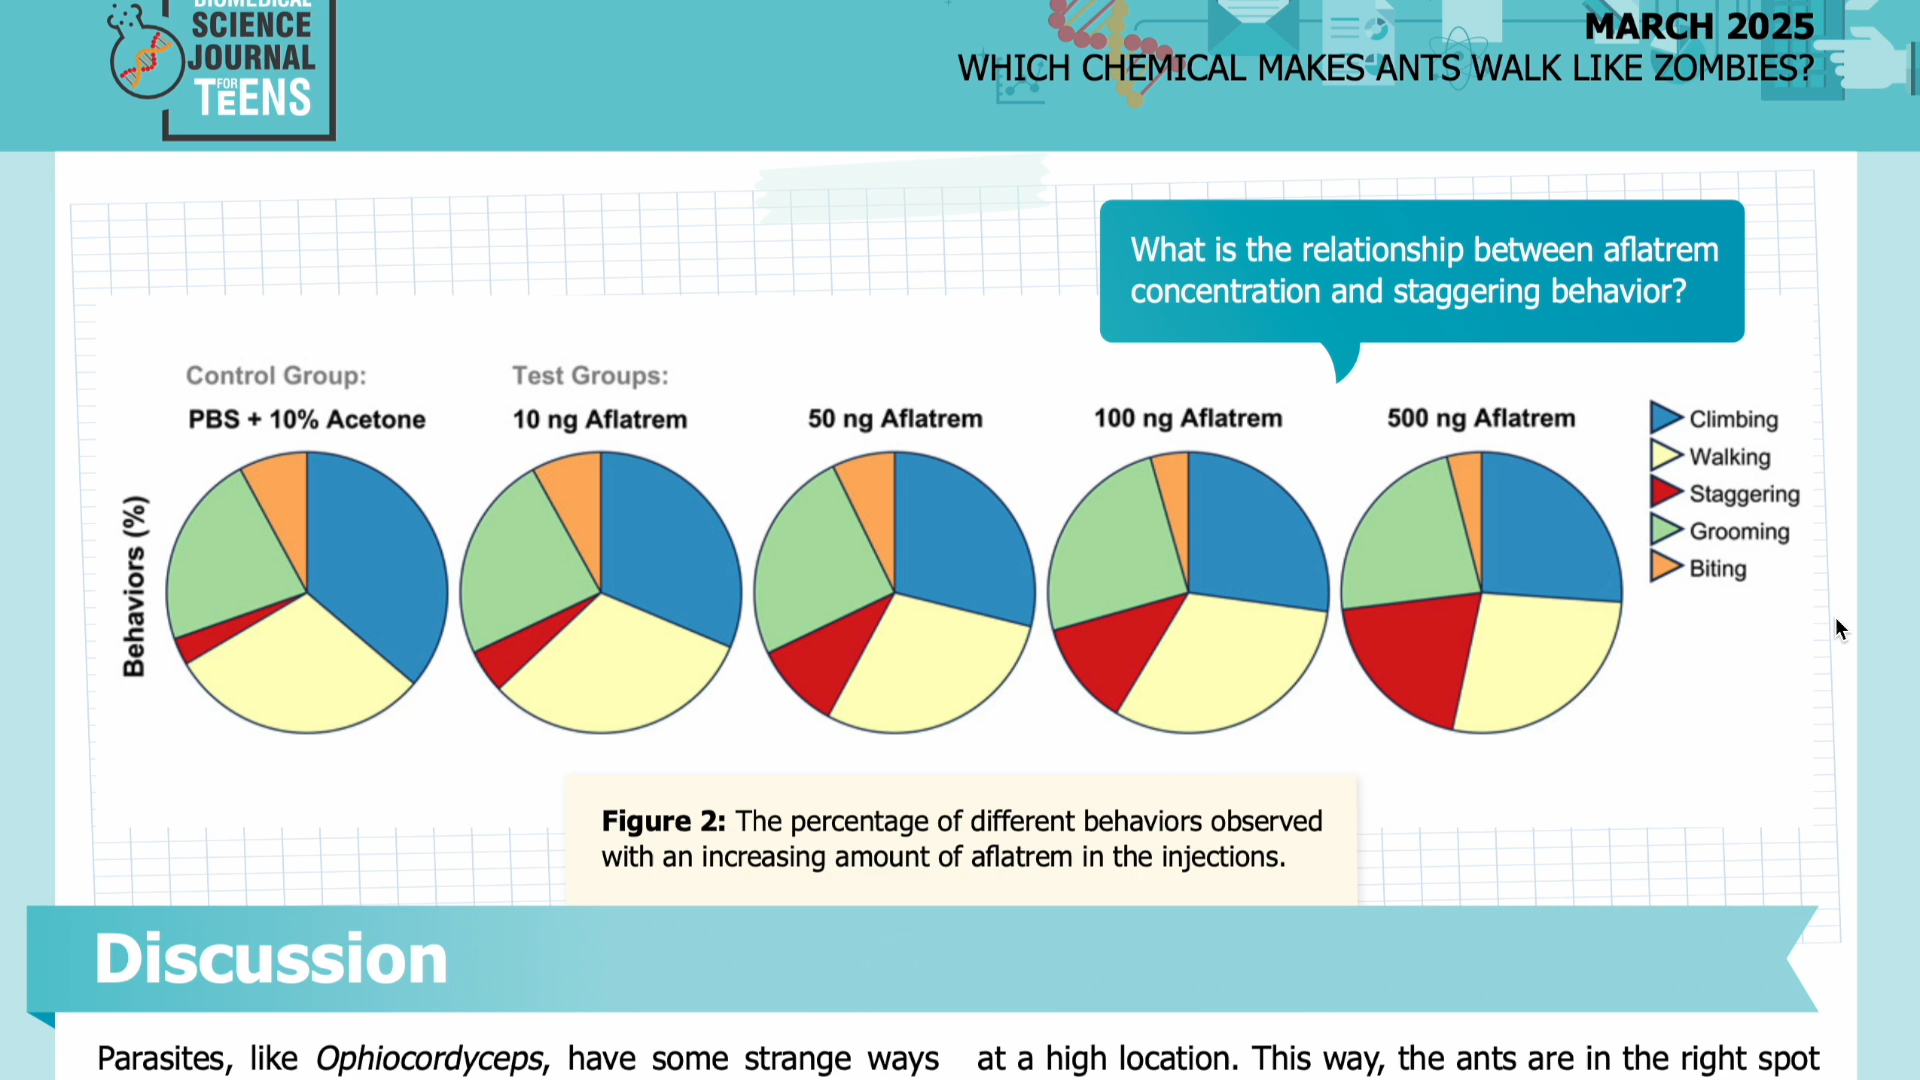 BIOMEDICAL
SCIENCE
JOURNAL
FOR
TEENS
MARCH 2025
WHICH CHEMICAL MAKES ANTS WALK LIKE ZOMBIES?
What is the relationship between aflatrem
concentration and staggering behavior?
Control Group:
Test Groups:
PBS + 10% Acetone
10 ng Aflatrem
50 ng Aflatrem
100 ng Aflatrem
500 ng Aflatrem
Behaviors (%)
Climbing
Walking
Staggering
Grooming
Biting
Figure 2: The percentage of different behaviors observed
with an increasing amount of aflatrem in the injections.
Discussion
Parasites, like Ophiocordyceps, have some strange ways
at a high location. This way, the ants are in the right spot